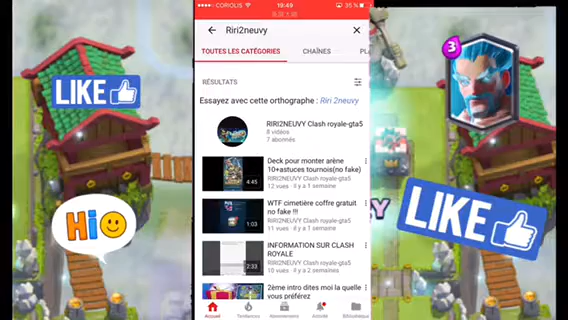 ●●●●○ CORIOLIS
19:49
35 %
Riri2neuvy
TOUTES LES CATÉGORIES
CHAÎNES
RÉSULTATS
Essayez avec cette orthographe : Riri 2neuvy
RIRI2NEUVY Clash royale-gta5
8 vidéos
7 abonnés
Deck pour monter arène
10+astuces tournois(no fake)
RIRI2NEUVY Clash royale-gta5
12 vues · il y a 1 semaine
4:45
WTF cimetière coffre gratuit
no fake !!!
RIRI2NEUVY Clash royale-gta5
11 vues · il y a 1 semaine
1:03
INFORMATION SUR CLASH
ROYALE
RIRI2NEUVY Clash royale-gta5
10 vues · il y a 2 semaines
2:33
2ème intro dites moi la quelle
vous préférez
Accueil
Tendances
Abonnements
Activité
Bibliothèque
LIKE
Hi
3
LIKE